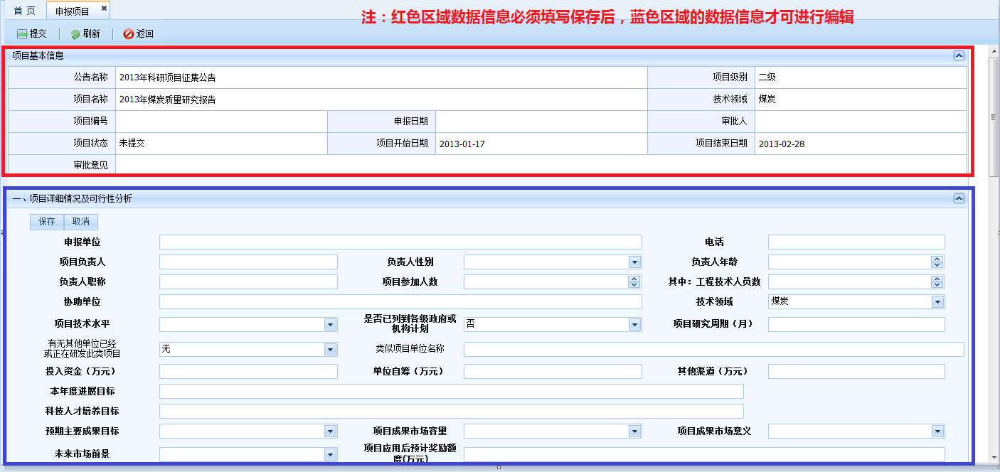 首 页 申报项目
注：红色区域数据信息必须填写保存后，蓝色区域的数据信息才可进行编辑
提交 刷新 返回
项目基本信息
公告名称 2013年科研项目征集公告 项目级别 二级
项目名称 2013年煤炭质量研究报告 技术领域 煤炭
项目编号 申报日期 审批人
项目状态 未提交 项目开始日期 2013-01-17 项目结束日期 2013-02-28
审批意见
一、项目详细情况及可行性分析
保存 取消
申报单位 电话
项目负责人 负责人性别 负责人年龄
负责人职称 项目参加人数 其中：工程技术人员数
协助单位 技术领域 煤炭
项目技术水平 是否已列到各级政府或 否 项目研究周期（月）
机构计划
有无其他单位已经 无 类似项目单位名称
或正在研发此类项目
投入资金（万元） 单位自筹（万元） 其他渠道（万元）
本年度进展目标
科技人才培养目标
预期主要成果目标 项目成果市场容量 项目成果市场意义
未来市场前景 项目应用后预计奖励额
度(万元)